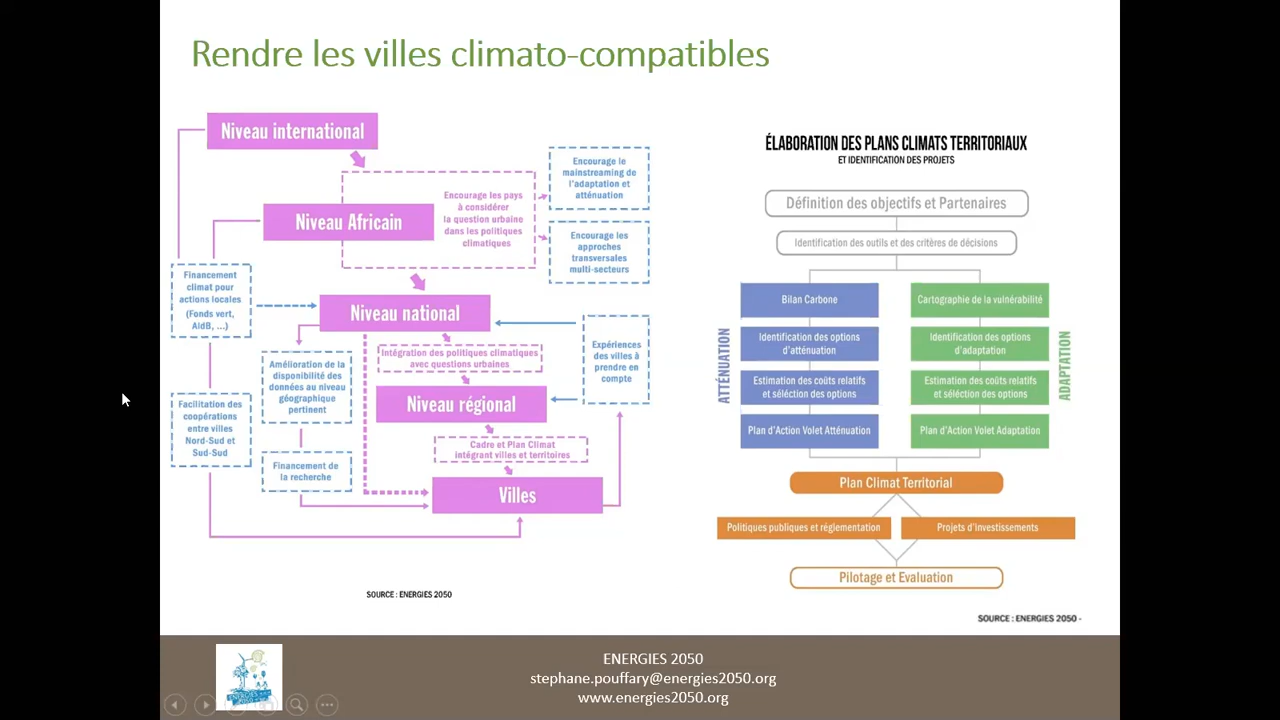 Rendre les villes climato-compatibles
Niveau international
Niveau Africain
Encourage les pays
à considérer
la question urbaine
dans les politiques
climatiques
Encourage le
mainstreaming de
l'adaptation et
atténuation
Encourage les
approches
transversales
multi-secteurs
Financement
climat pour
actions locales
(Fonds vert,
AfdB, ...)
Niveau national
Intégration des politiques climatiques
avec questions urbaines
Expériences
des villes à
prendre en
compte
Amélioration de la
disponibilité des
données au niveau
géographique
pertinent
Niveau régional
Facilitation des
coopérations
entre villes
Nord-Sud et
Sud-Sud
Cadre et Plan Climat
intégrant villes et territoires
Financement de
la recherche
Villes
SOURCE : ENERGIES 2050
ÉLABORATION DES PLANS CLIMATS TERRITORIAUX
ET IDENTIFICATION DES PROJETS
Définition des objectifs et Partenaires
Identification des outils et des critères de décisions
ATTÉNUATION
Bilan Carbone
Identification des options
d'atténuation
Estimation des coûts relatifs
et séléction des options
Plan d'Action Volet Atténuation
Cartographie de la vulnérabilité
Identification des options
d'adaptation
Estimation des coûts relatifs
et séléction des options
Plan d'Action Volet Adaptation
ADAPTATION
Plan Climat Territorial
Politiques publiques et réglementation
Projets d'investissements
Pilotage et Evaluation
SOURCE : ENERGIES 2050 -
ENERGIES 2050
stephane.pouffary@energies2050.org
www.energies2050.org